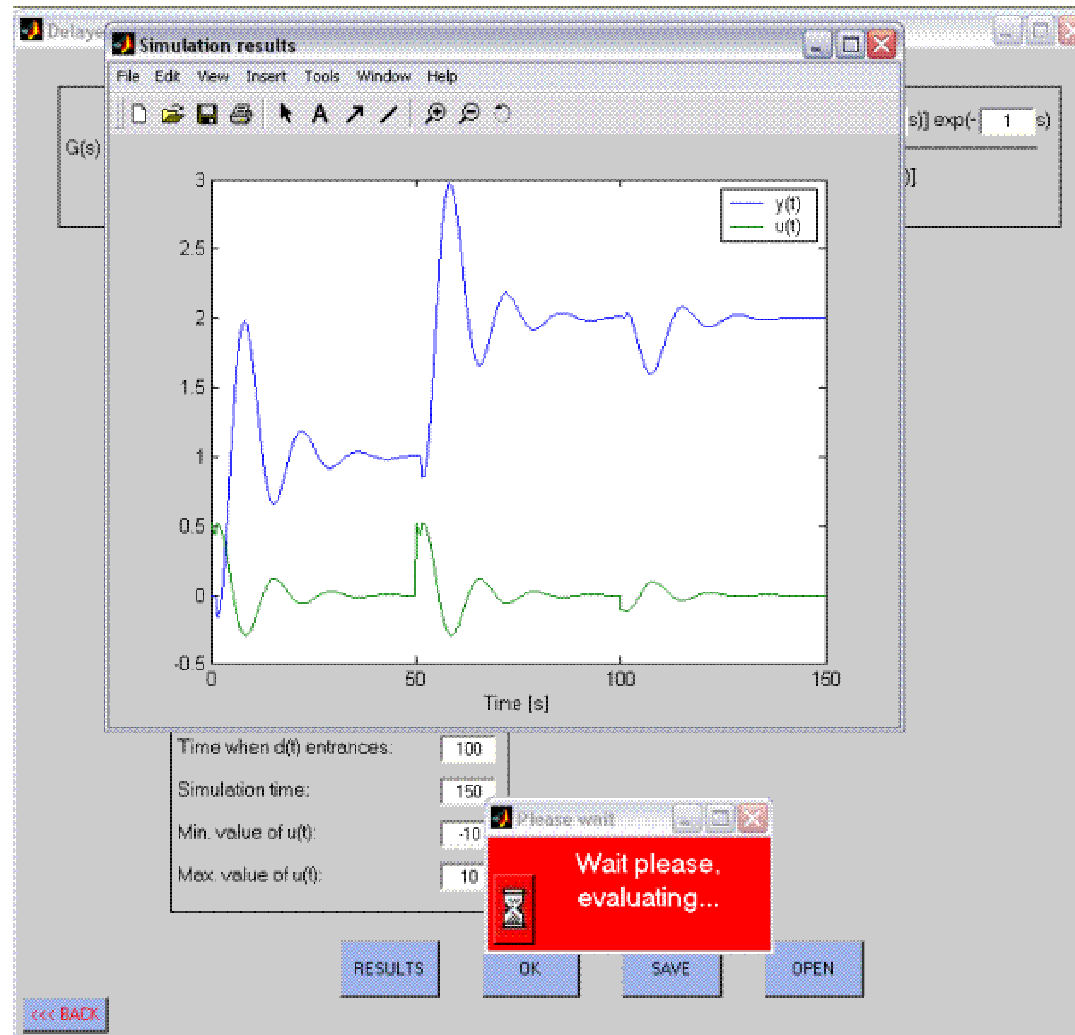 Delaye
Simulation results
File Edit View Insert Tools Window Help
A
G(s)
s)] exp(- 1 s)
)]
y(t)
u(t)
3
2.5
2
1.5
1
0.5
0
-0.5
0 50 100 150
Time [s]
Time when d(t) entrances: 100
Simulation time: 150
Min. value of u(t): -10
Max. value of u(t): 10
Please wait
Wait please,
evaluating...
RESULTS OK SAVE OPEN
<<< BACK